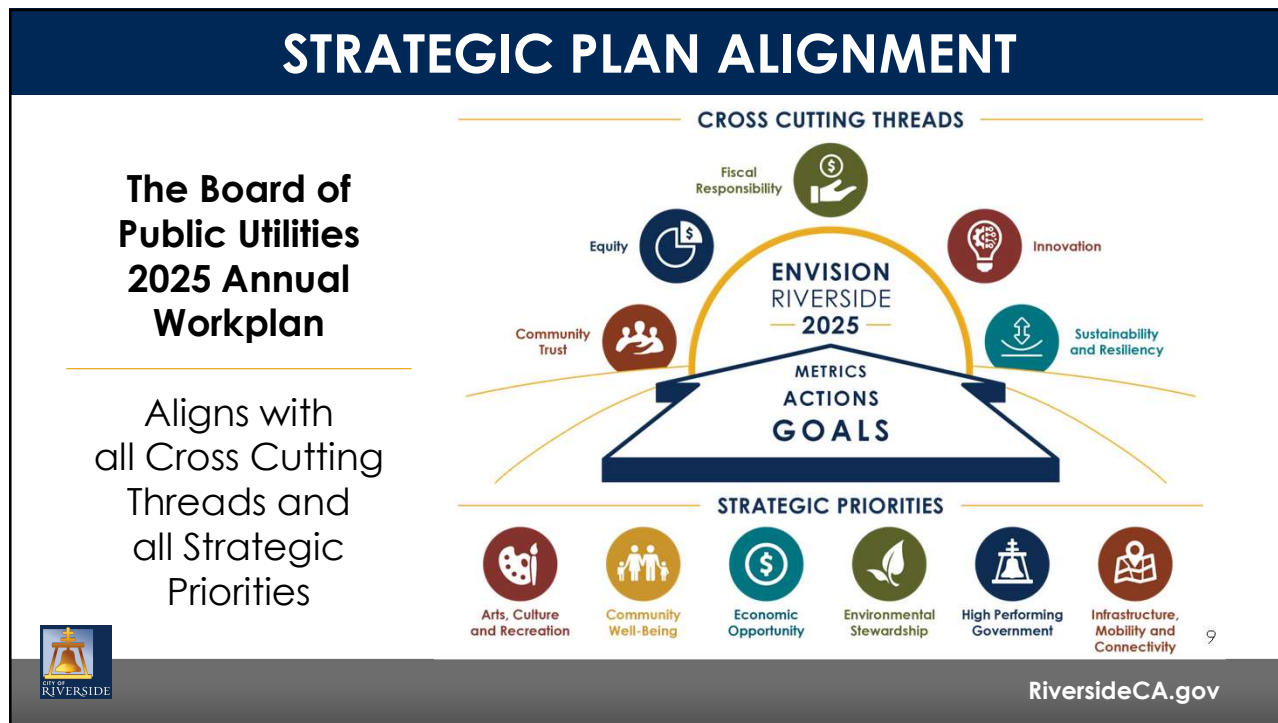 STRATEGIC PLAN ALIGNMENT
The Board of
Public Utilities
2025 Annual
Workplan
Aligns with
all Cross Cutting
Threads and
all Strategic
Priorities
CROSS CUTTING THREADS
Fiscal
Responsibility
$
Equity
$
Innovation
Community
Trust
Sustainability
and Resiliency
ENVISION
RIVERSIDE
2025
METRICS
ACTIONS
GOALS
STRATEGIC PRIORITIES
$
Arts, Culture
and Recreation
Community
Well-Being
Economic
Opportunity
Environmental
Stewardship
High Performing
Government
Infrastructure,
Mobility and
Connectivity
9
CITY OF
RIVERSIDE
RiversideCA.gov